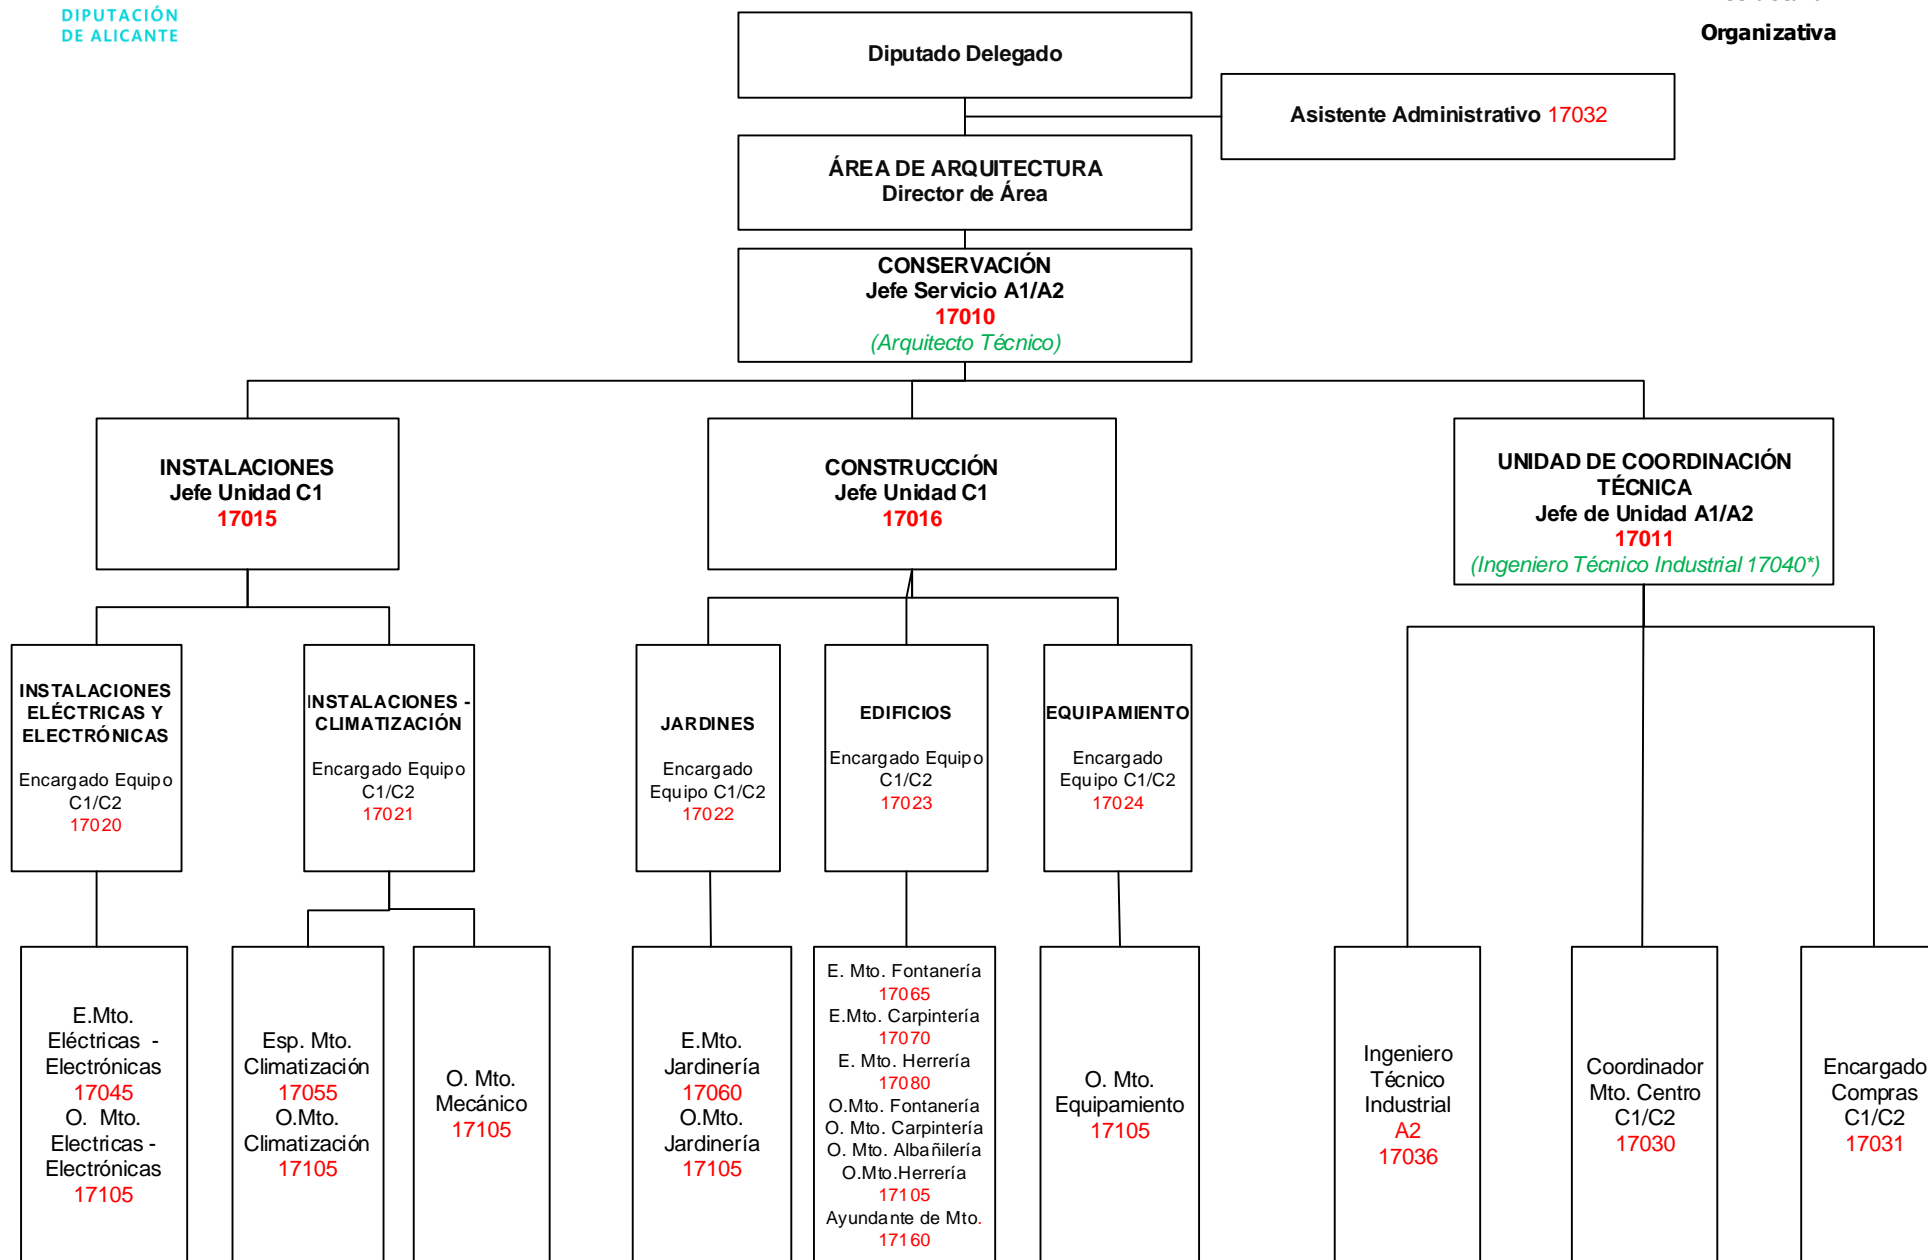 DIPUTACIÓN
DE ALICANTE
Organizativa
Diputado Delegado
Asistente Administrativo 17032
ÁREA DE ARQUITECTURA
Director de Área
CONSERVACIÓN
Jefe Servicio A1/A2
17010
(Arquitecto Técnico)
INSTALACIONES
Jefe Unidad C1
17015
CONSTRUCCIÓN
Jefe Unidad C1
17016
UNIDAD DE COORDINACIÓN
TÉCNICA
Jefe de Unidad A1/A2
17011
(Ingeniero Técnico Industrial 17040*)
INSTALACIONES
ELÉCTRICAS Y
ELECTRÓNICAS
Encargado Equipo
C1/C2
17020
INSTALACIONES -
CLIMATIZACIÓN
Encargado Equipo
C1/C2
17021
JARDINES
Encargado
Equipo C1/C2
17022
EDIFICIOS
Encargado Equipo
C1/C2
17023
EQUIPAMIENTO
Encargado
Equipo C1/C2
17024
E.Mto.
Eléctricas -
Electrónicas
17045
O. Mto.
Electricas -
Electrónicas
17105
Esp. Mto.
Climatización
17055
O.Mto.
Climatización
17105
O. Mto.
Mecánico
17105
E.Mto.
Jardinería
17060
O.Mto.
Jardinería
17105
E. Mto. Fontanería
17065
E.Mto. Carpintería
17070
E. Mto. Herrería
17080
O.Mto. Fontanería
O. Mto. Carpintería
O. Mto. Albañilería
O.Mto.Herrería
17105
Ayundante de Mto.
17160
O. Mto.
Equipamiento
17105
Ingeniero
Técnico
Industrial
A2
17036
Coordinador
Mto. Centro
C1/C2
17030
Encargado
Compras
C1/C2
17031